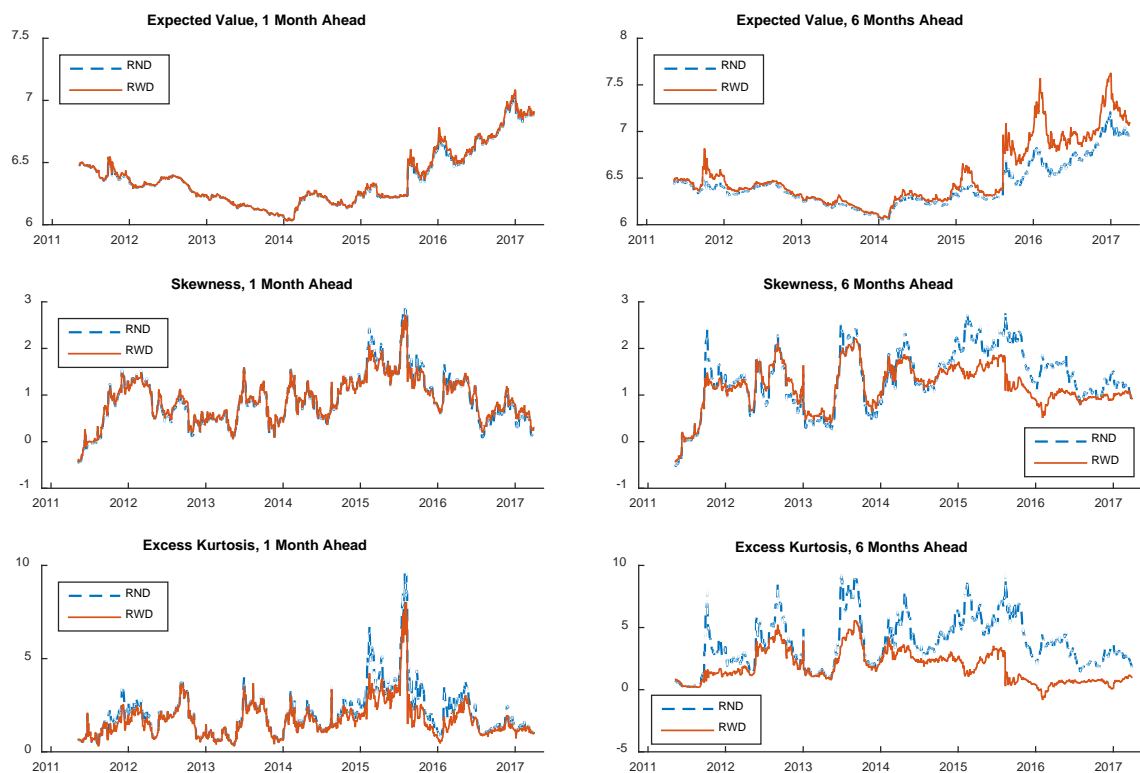 Expected Value, 1 Month Ahead
7.5
7
6.5
6
RND
RWD
2011 2012 2013 2014 2015 2016 2017
Expected Value, 6 Months Ahead
8
7.5
7
6.5
6
RND
RWD
2011 2012 2013 2014 2015 2016 2017
Skewness, 1 Month Ahead
3
2
1
0
-1
RND
RWD
2011 2012 2013 2014 2015 2016 2017
Skewness, 6 Months Ahead
3
2
1
0
-1
RND
RWD
2011 2012 2013 2014 2015 2016 2017
Excess Kurtosis, 1 Month Ahead
10
5
0
RND
RWD
2011 2012 2013 2014 2015 2016 2017
Excess Kurtosis, 6 Months Ahead
10
5
0
-5
RND
RWD
2011 2012 2013 2014 2015 2016 2017